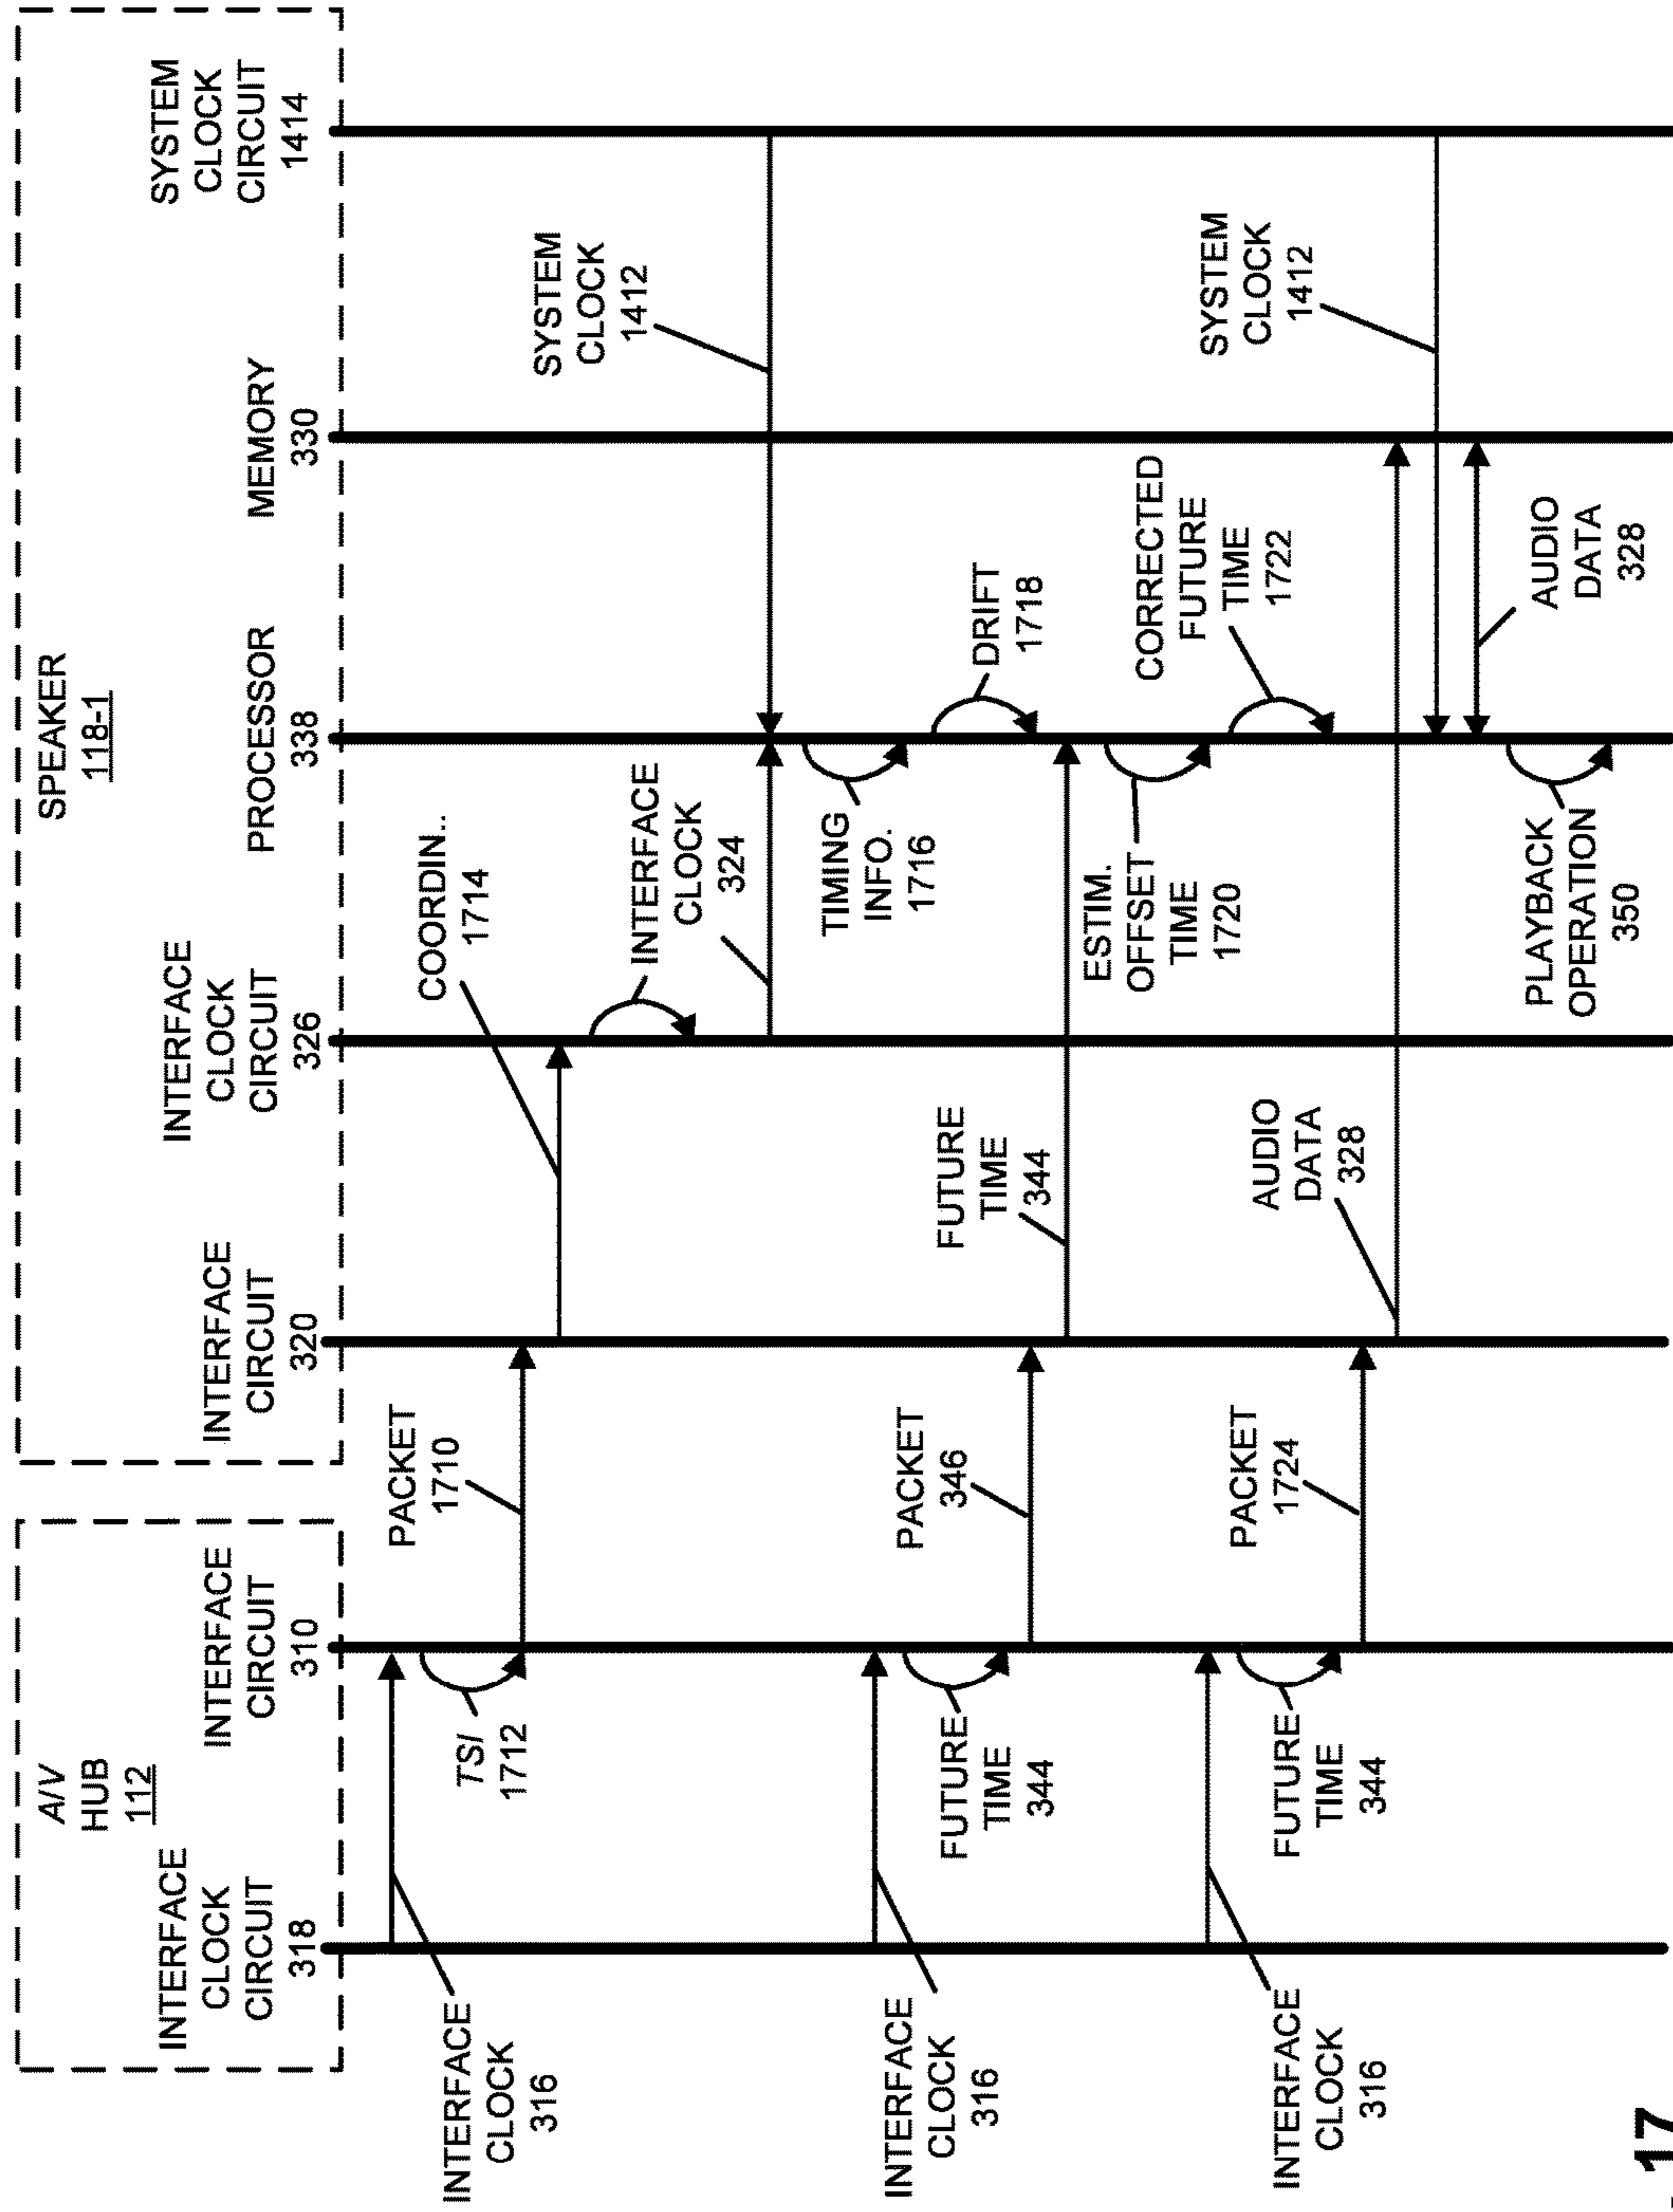 A/V
HUB
112
SPEAKER
118-1
INTERFACE
CLOCK
CIRCUIT
318
INTERFACE
CIRCUIT
310
INTERFACE
CIRCUIT
320
INTERFACE
CLOCK
CIRCUIT
326
PROCESSOR
338
MEMORY
330
SYSTEM
CLOCK
CIRCUIT
1414
INTERFACE
CLOCK
316
TSI
1712
PACKET
1710
COORDIN..
1714
INTERFACE
CLOCK
324
SYSTEM
CLOCK
1412
TIMING
INFO.
1716
DRIFT
1718
INTERFACE
CLOCK
316
FUTURE
TIME
344
PACKET
346
FUTURE
TIME
344
ESTIM.
OFFSET
TIME
1720
CORRECTED
FUTURE
TIME
1722
INTERFACE
CLOCK
316
FUTURE
TIME
344
PACKET
1724
AUDIO
DATA
328
SYSTEM
CLOCK
1412
AUDIO
DATA
328
PLAYBACK
OPERATION
350
17